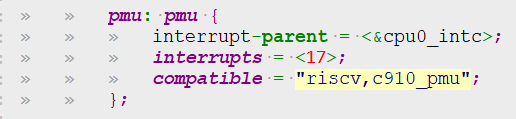 pmu: pmu {
interrupt-parent = <&cpu0_intc>;
interrupts = <17>;
compatible = "riscv,c910_pmu";
};